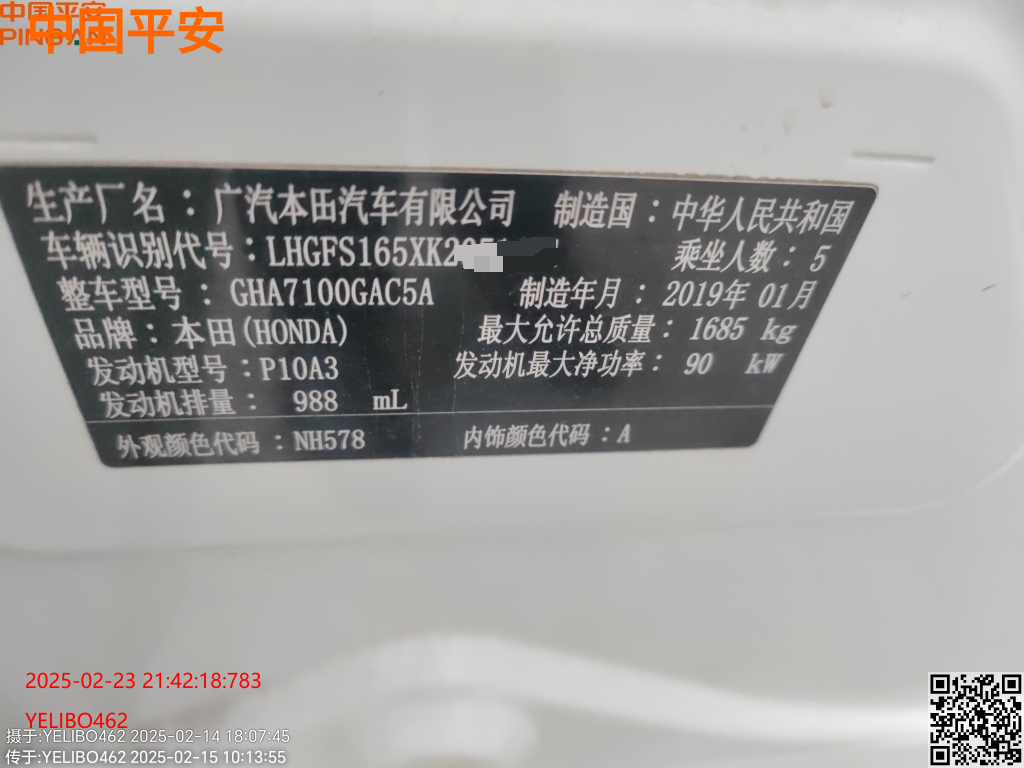 中国平安
PINGAN
中国平安
生产厂名：广汽本田汽车有限公司 制造国：中华人民共和国
车辆识别代号：LHGFS165XK2 乘坐人数：5
整车型号：GHA7100GAC5A 制造年月：2019年 01月
品牌：本田(HONDA) 最大允许总质量：1685 kg
发动机型号：P10A3 发动机最大净功率：90 kW
发动机排量：988 mL
外观颜色代码：NH578 内饰颜色代码：A
2025-02-23 21:42:18:783
YELIBO462
摄于:YELIBO462 2025-02-14 18:07:45
传于:YELIBO462 2025-02-15 10:13:55